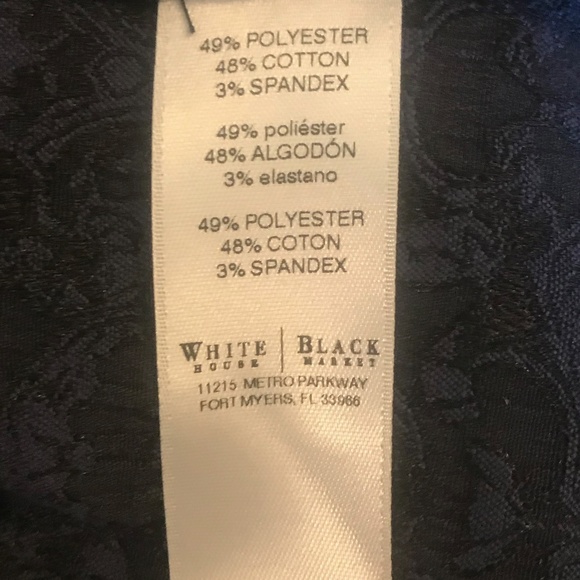 49% POLYESTER
48% COTTON
3% SPANDEX
49% poliéster
48% ALGODÓN
3% elastano
49% POLYESTER
48% COTON
3% SPANDEX
WHITE | BLACK
HOUSE MARKET
11215 METRO PARKWAY
FORT MYERS, FL 33966